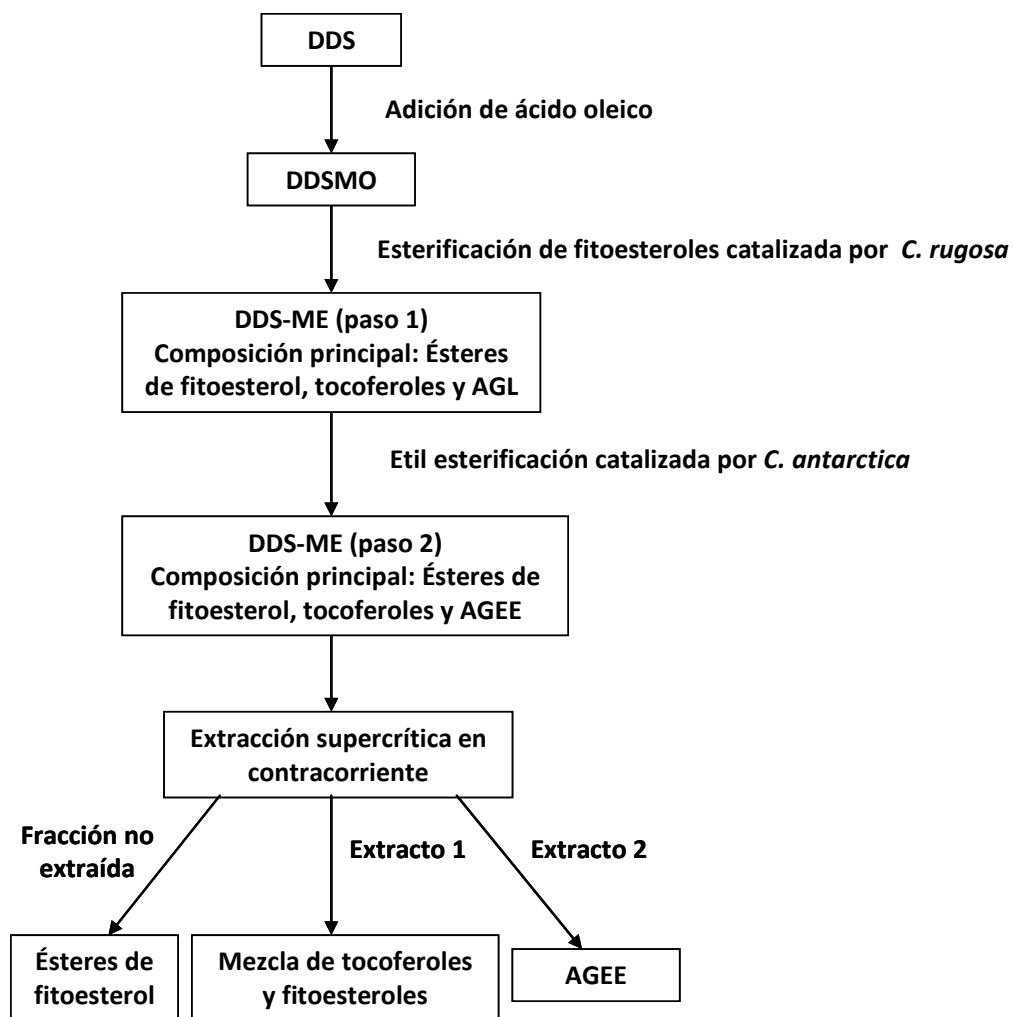 DDS
Adición de ácido oleico
DDSMO
Esterificación de fitoesteroles catalizada por C. rugosa
DDS-ME (paso 1)
Composición principal: Ésteres
de fitoesterol, tocoferoles y AGL
Etil esterificación catalizada por C. antarctica
DDS-ME (paso 2)
Composición principal: Ésteres de
fitoesterol, tocoferoles y AGEE
Extracción supercrítica en
contracorriente
Fracción no
extraída
Extracto 1
Extracto 2
Ésteres de
fitoesterol
Mezcla de tocoferoles
y fitoesteroles
AGEE